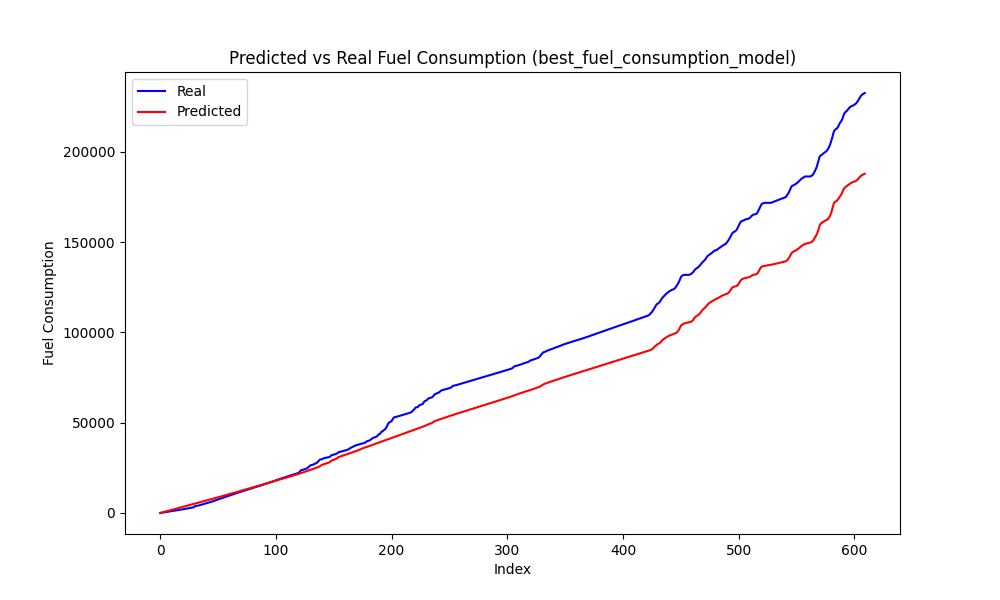 Predicted vs Real Fuel Consumption (best_fuel_consumption_model)
Real
Predicted
200000
150000
100000
50000
0
Fuel Consumption
0 100 200 300 400 500 600
Index